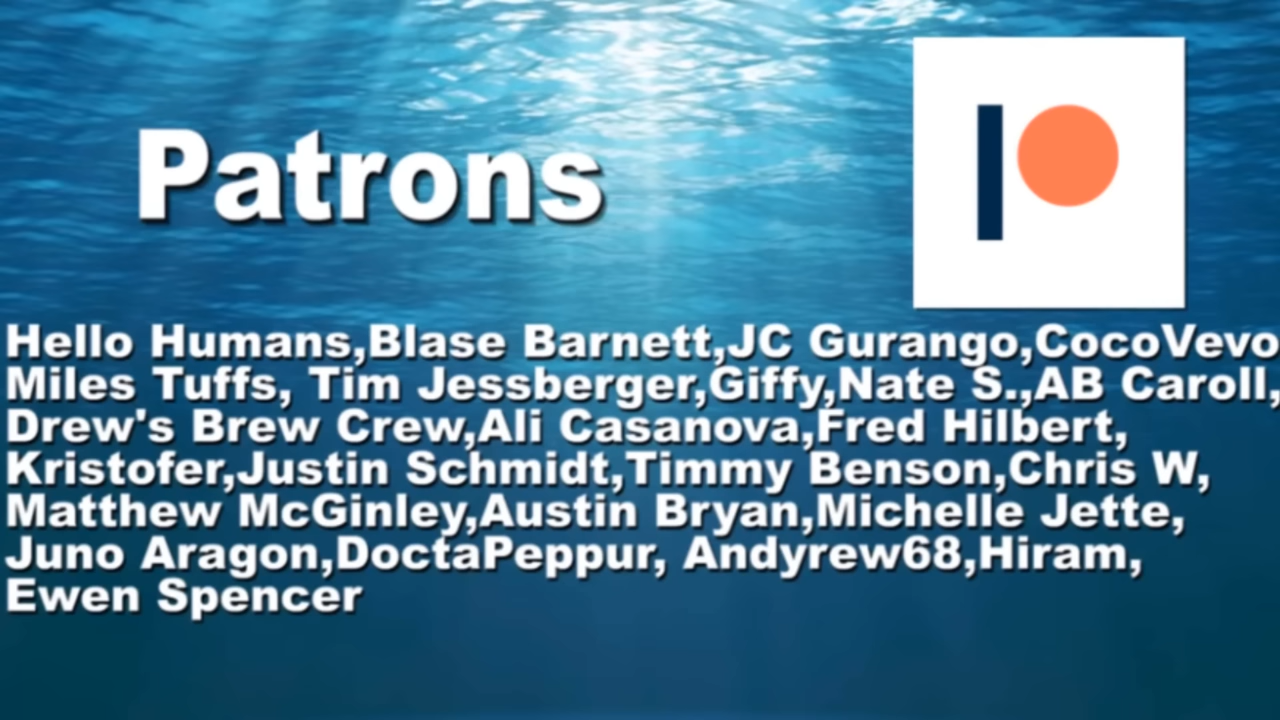 Patrons
Hello Humans,Blase Barnett,JC Gurango,CocoVevo
Miles Tuffs, Tim Jessberger,Giffy,Nate S.,AB Caroll,
Drew's Brew Crew,Ali Casanova,Fred Hilbert,
Kristofer,Justin Schmidt,Timmy Benson,Chris W,
Matthew McGinley,Austin Bryan,Michelle Jette,
Juno Aragon,DoctaPeppur, Andyrew68,Hiram,
Ewen Spencer